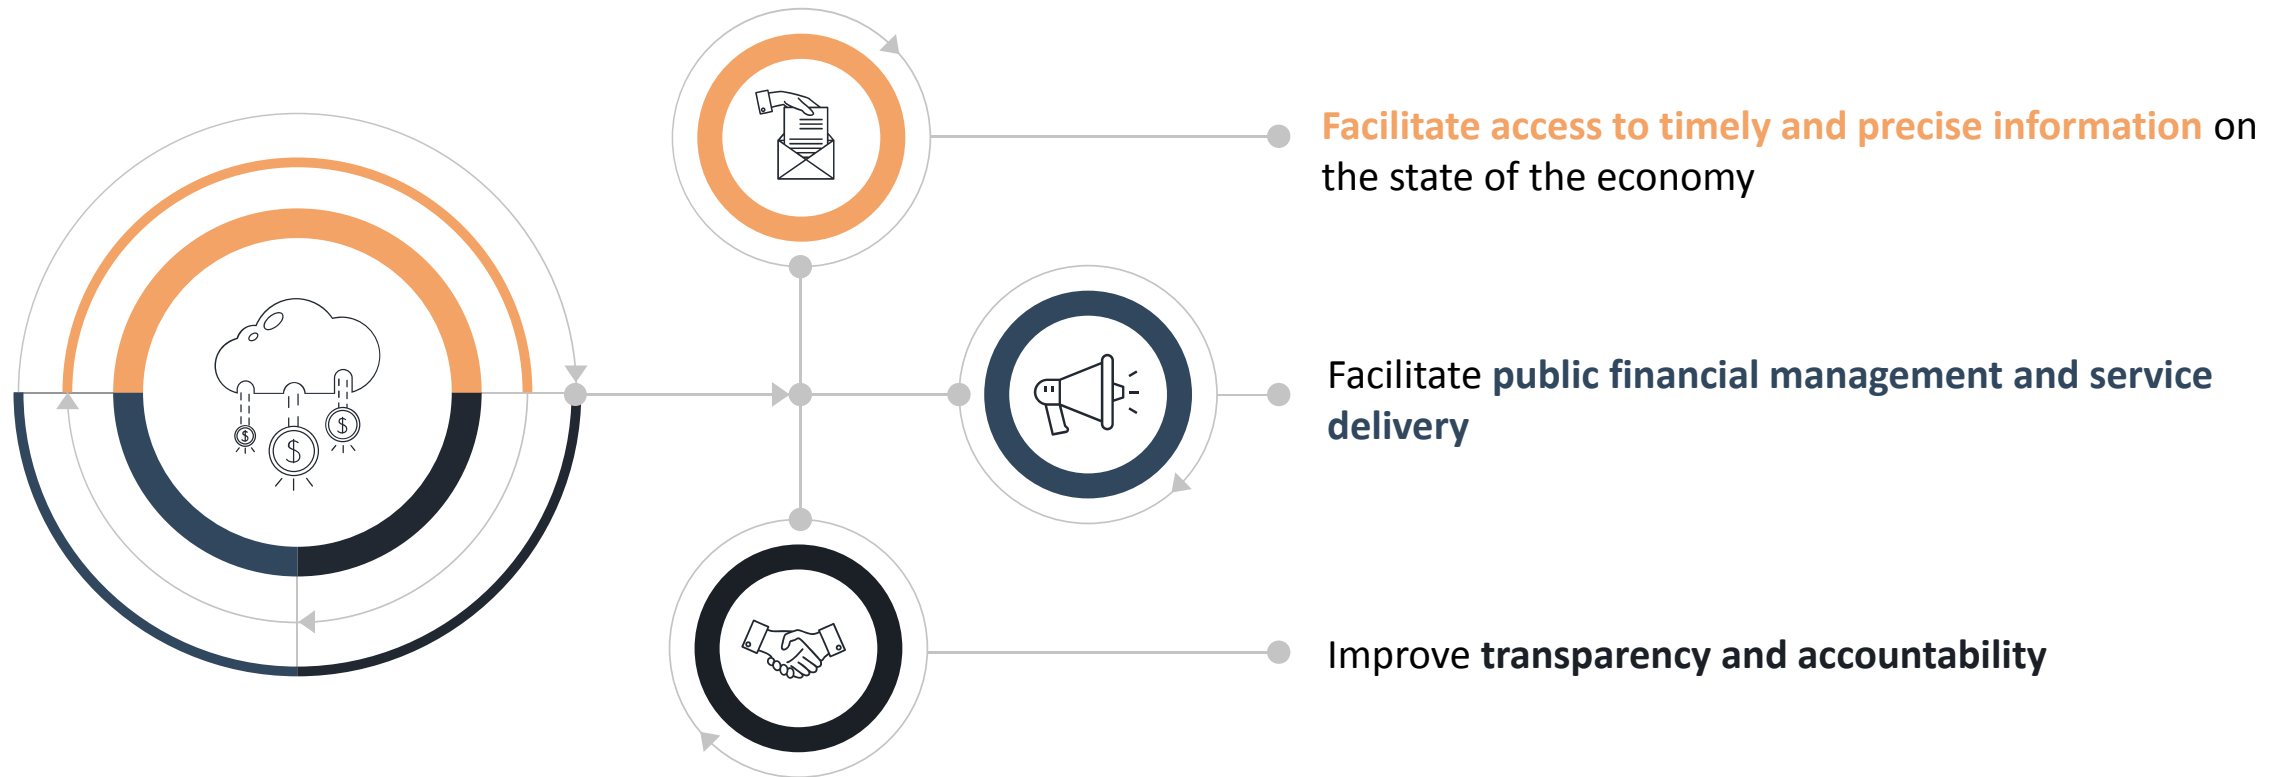 Facilitate access to timely and precise information on
the state of the economy
Facilitate public financial management and service
delivery
Improve transparency and accountability
$
$
$